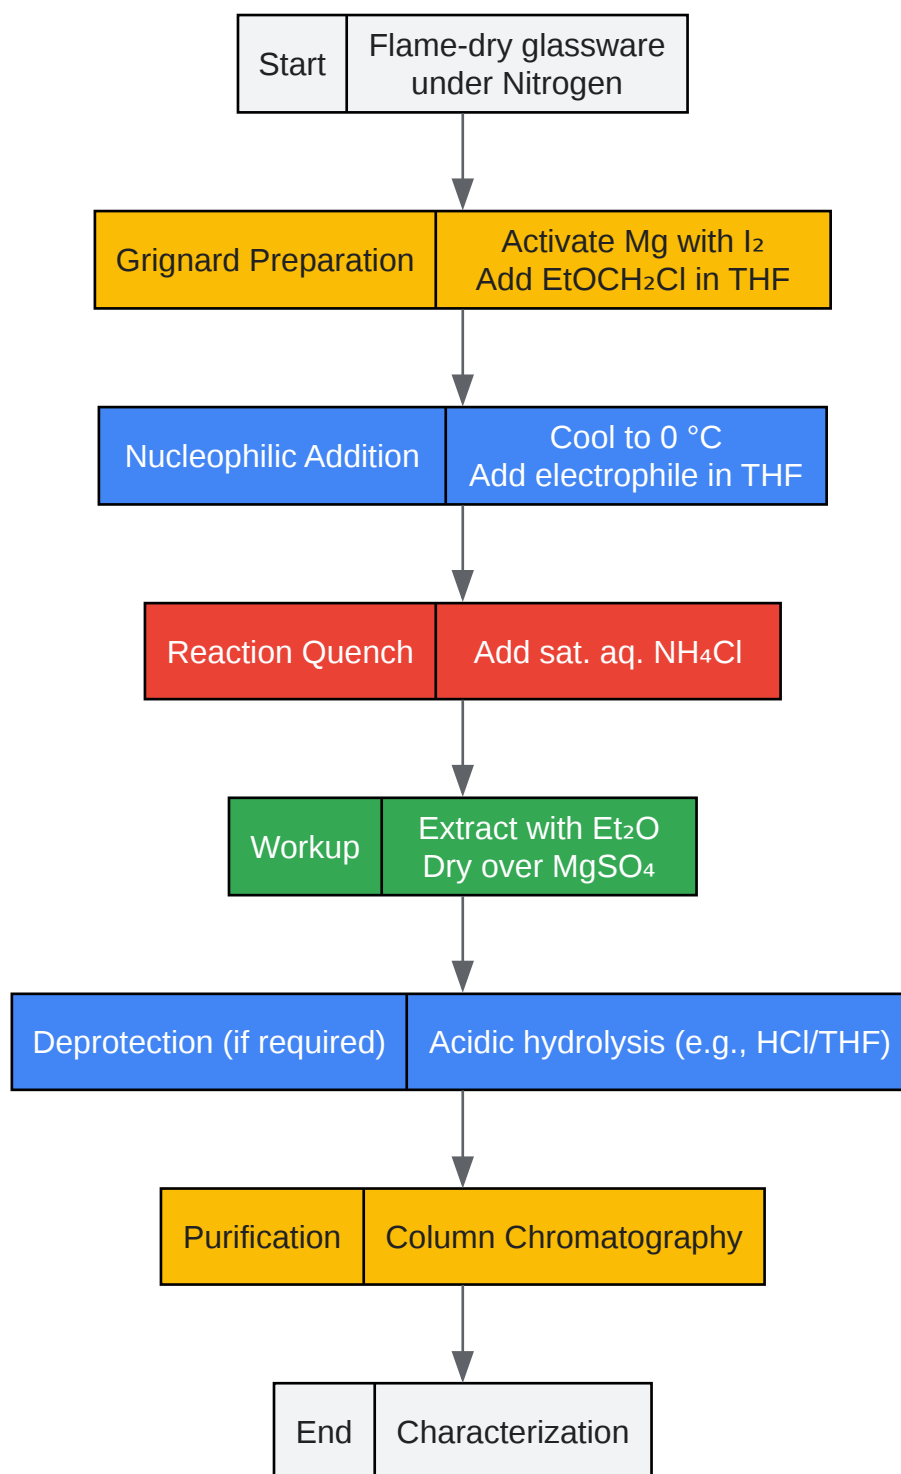 Start
Flame-dry glassware
under Nitrogen
Grignard Preparation
Activate Mg with I₂
Add EtOCH₂Cl in THF
Nucleophilic Addition
Cool to 0 °C
Add electrophile in THF
Reaction Quench
Add sat. aq. NH₄Cl
Workup
Extract with Et₂O
Dry over MgSO₄
Deprotection (if required)
Acidic hydrolysis (e.g., HCl/THF)
Purification
Column Chromatography
End
Characterization